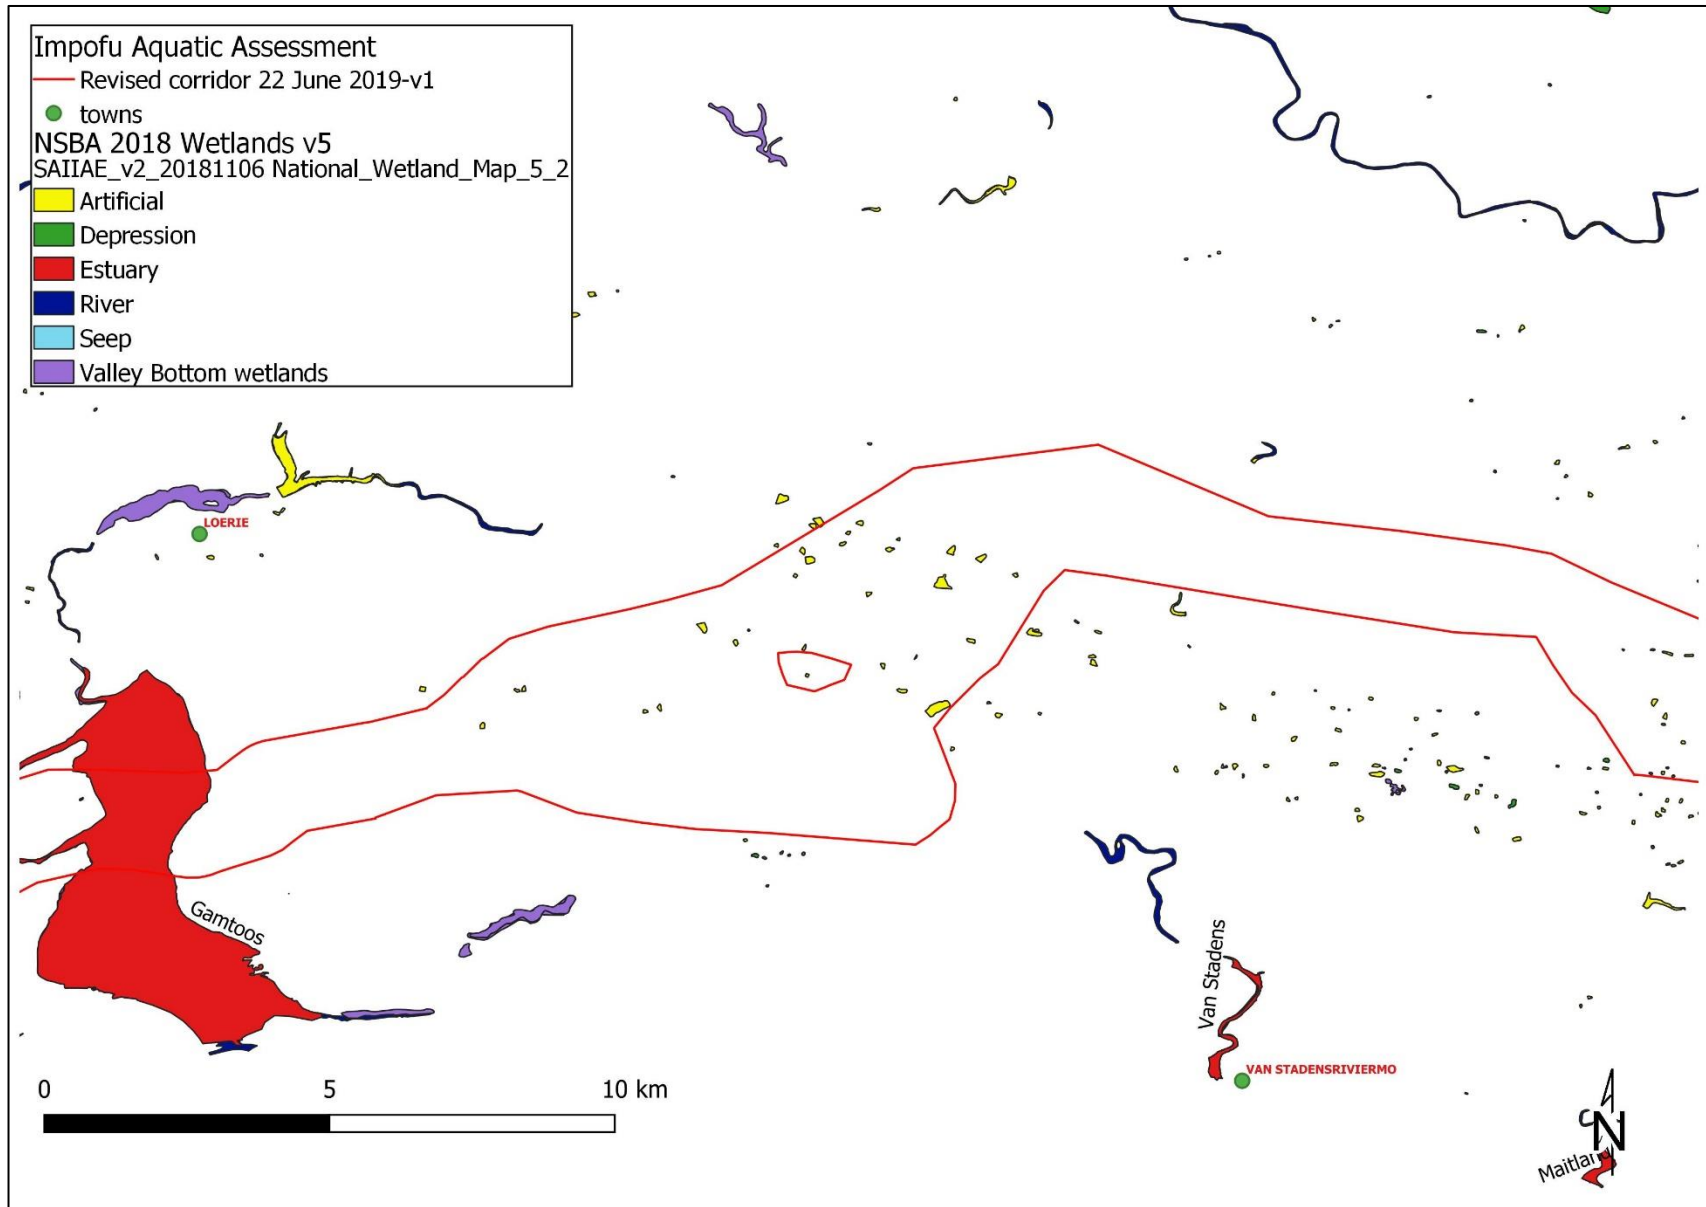 Impofu Aquatic Assessment
Revised corridor 22 June 2019-v1
towns
NSBA 2018 Wetlands v5
SAIIAE_v2_20181106 National_Wetland_Map_5_2
Artificial
Depression
Estuary
River
Seep
Valley Bottom wetlands
LOERIE
Gamtoos
Van Stadens
VAN STADENSRIVIERMO
0 5 10 km
N
Maitland